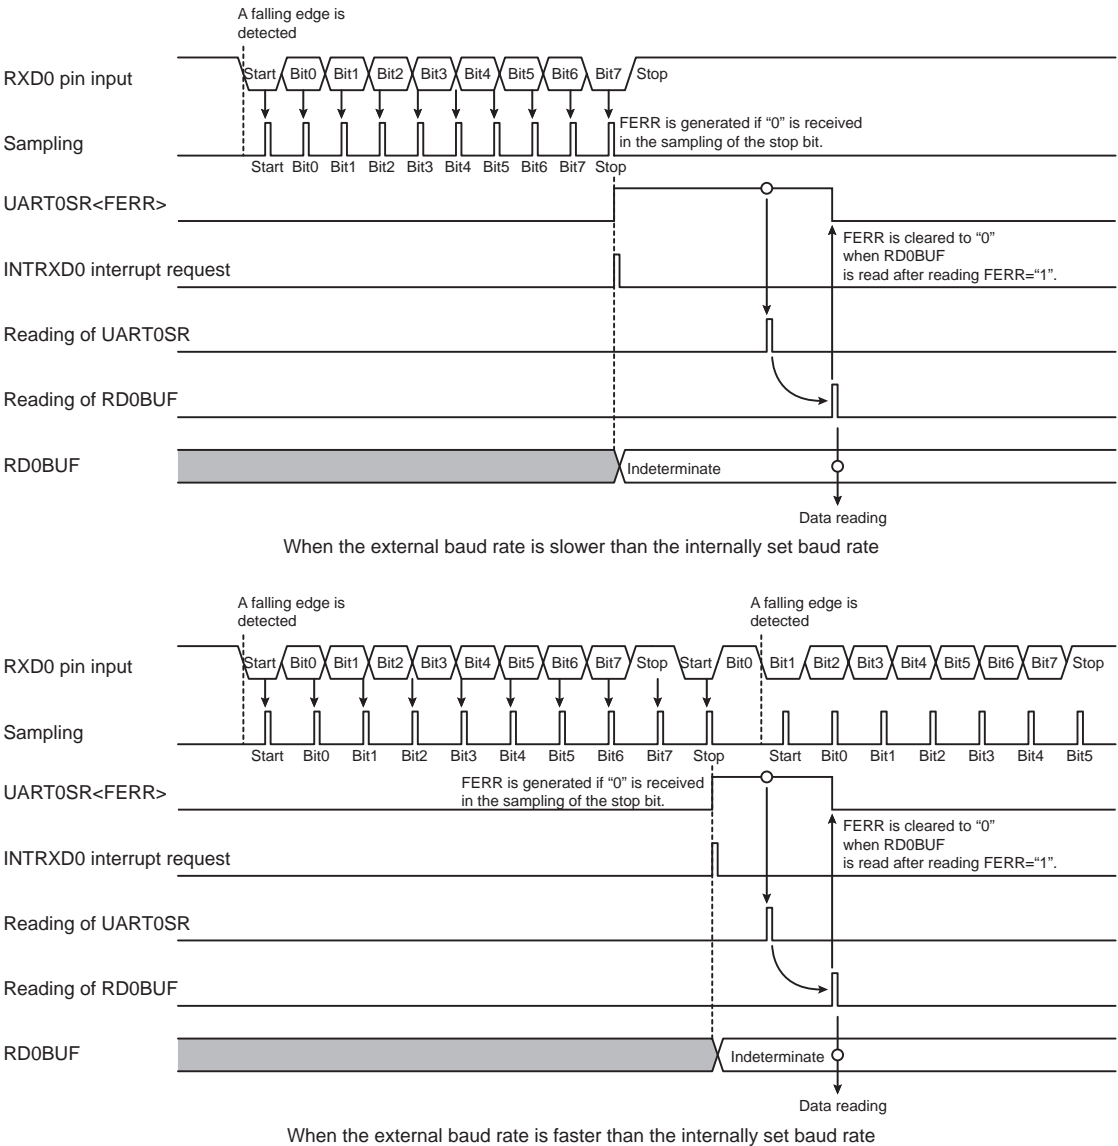 A falling edge is
detected
RXD0 pin input
Start Bit0 Bit1 Bit2 Bit3 Bit4 Bit5 Bit6 Bit7 Stop
Sampling
FERR is generated if “0” is received
in the sampling of the stop bit.
Start Bit0 Bit1 Bit2 Bit3 Bit4 Bit5 Bit6 Bit7 Stop
UART0SR<FERR>
FERR is cleared to “0”
when RD0BUF
is read after reading FERR=“1”.
INTRXD0 interrupt request
Reading of UART0SR
Reading of RD0BUF
RD0BUF
Indeterminate
Data reading
When the external baud rate is slower than the internally set baud rate
A falling edge is
detected
A falling edge is
detected
RXD0 pin input
Start Bit0 Bit1 Bit2 Bit3 Bit4 Bit5 Bit6 Bit7 Stop Start Bit0 Bit1 Bit2 Bit3 Bit4 Bit5 Bit6 Bit7 Stop
Sampling
Start Bit0 Bit1 Bit2 Bit3 Bit4 Bit5 Bit6 Bit7 Stop Start Bit0 Bit1 Bit2 Bit3 Bit4 Bit5
FERR is generated if “0” is received
in the sampling of the stop bit.
UART0SR<FERR>
FERR is cleared to “0”
when RD0BUF
is read after reading FERR=“1”.
INTRXD0 interrupt request
Reading of UART0SR
Reading of RD0BUF
RD0BUF
Indeterminate
Data reading
When the external baud rate is faster than the internally set baud rate